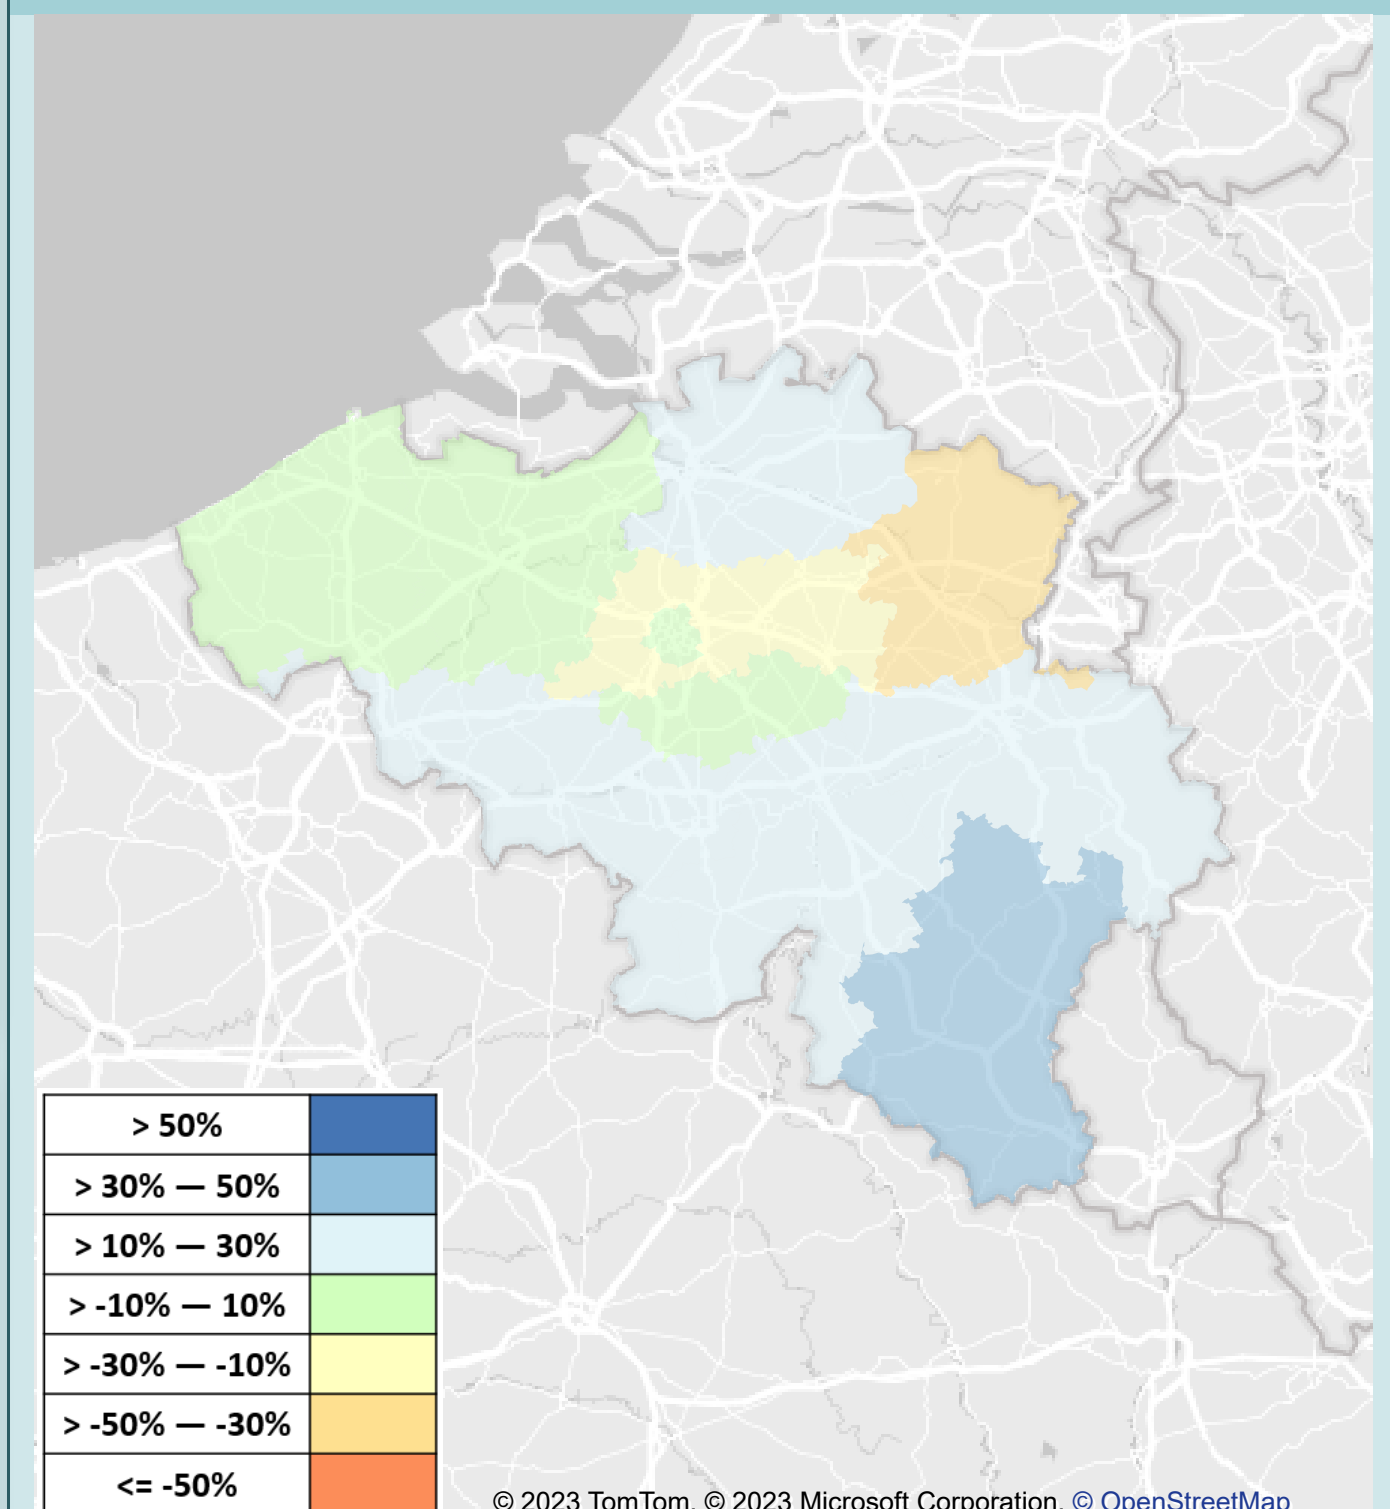 > 50%
> 30% — 50%
> 10% — 30%
> -10% — 10%
> -30% — -10%
> -50% — -30%
<= -50%
© 2023 TomTom, © 2023 Microsoft Corporation, © OpenStreetMap